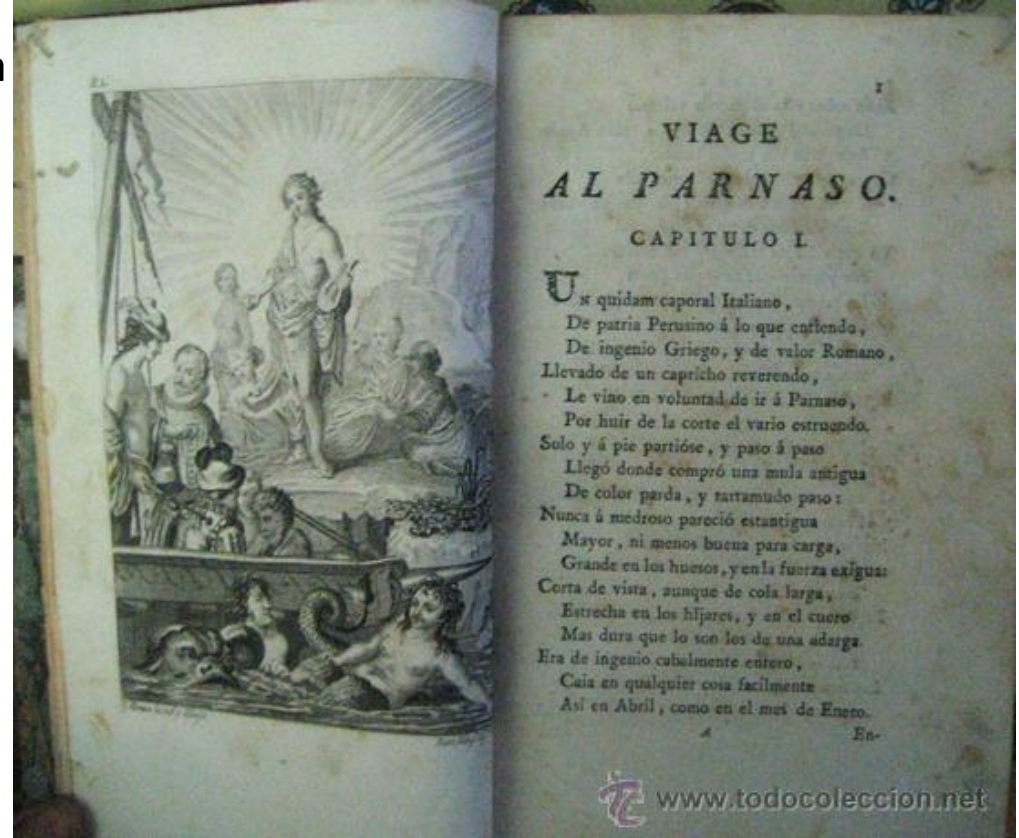 1
VIAGE
AL PARNASO.
CAPITULO I.
UN quidam caporal Italiano,
De patria Perusino á lo que entiendo,
De ingenio Griego, y de valor Romano,
Llevado de un capricho reverendo,
Le vino en voluntad de ir á Parnaso,
Por huir de la corte el vario estruendo.
Solo y á pie partióse, y paso á paso
Llegó donde compró una mula antigua
De color parda, y tartamudo paso:
Nunca á medroso pareció estantigua
Mayor, ni menos buena para carga,
Grande en los huesos, y en la fuerza exîgua:
Corta de vista, aunque de cola larga,
Estrecha en los hijares, y en el cuero
Mas dura que lo son los de una adarga.
Era de ingenio cabalmente entero,
Caia en qualquier cosa facilmente
Así en Abril, como en el mes de Enero.
A En-
www.todocoleccion.net